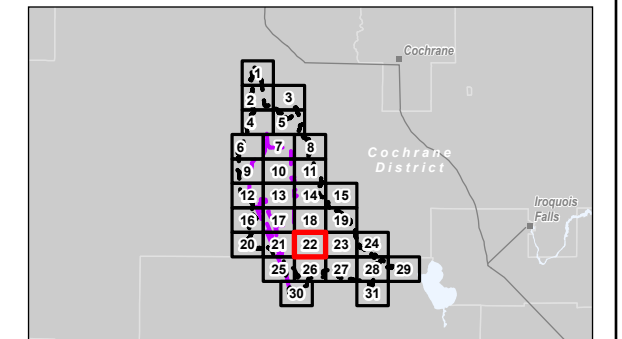 Cochrane
1
2 3
4 5
6 7 8
Cochrane
District
9 10 11
12 13 14 15
Iroquois
Falls
16 17 18 19
20 21 22 23 24
25 26 27 28 29
30 31